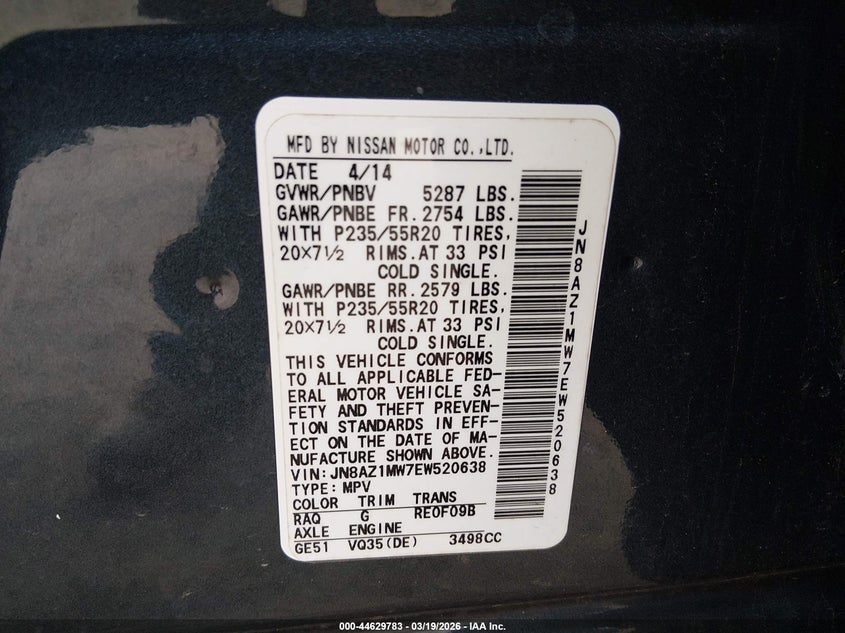 MFD BY NISSAN MOTOR CO.,LTD.
DATE 4/14
GVWR/PNBV 5287 LBS.
GAWR/PNBE FR. 2754 LBS.
WITH P235/55R20 TIRES,
20×7½ RIMS.AT 33 PSI
COLD SINGLE.
GAWR/PNBE RR. 2579 LBS.
WITH P235/55R20 TIRES,
20×7½ RIMS.AT 33 PSI
COLD SINGLE.
THIS VEHICLE CONFORMS
TO ALL APPLICABLE FED-
ERAL MOTOR VEHICLE SA-
FETY AND THEFT PREVEN-
TION STANDARDS IN EFF-
ECT ON THE DATE OF MA-
NUFACTURE SHOWN ABOVE.
VIN: JN8AZ1MW7EW520638
TYPE: MPV
COLOR TRIM TRANS
RAQ G RE0F09B
AXLE ENGINE
GE51 VQ35(DE) 3498CC
JN8AZ1MW7EW520638
000-44629783 - 03/19/2026 - IAA Inc.